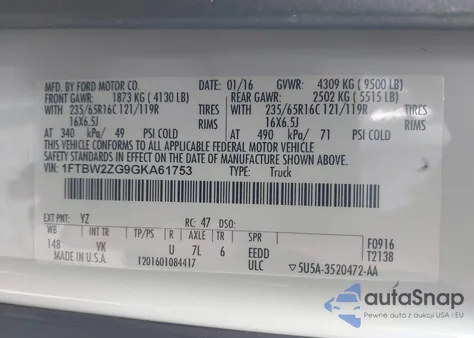 MFD. BY FORD MOTOR CO. 01/16 GVWR: 4309 KG ( 9500 LB)
FRONT GAWR: 1873 KG ( 4130 LB) REAR GAWR: 2502 KG ( 5515 LB)
WITH 235/65R16C 121/119R TIRES WITH 235/65R16C 121/119R TIRES
16X6.5J RIMS 16X6.5J RIMS
AT 340 kPa/ 49 PSI COLD AT 490 kPa/ 71 PSI COLD
THIS VEHICLE CONFORMS TO ALL APPLICABLE FEDERAL MOTOR VEHICLE
SAFETY STANDARDS IN EFFECT ON THE DATE OF MANUFACTURE SHOWN ABOVE.
VIN: 1FTBW2ZG9GKA61753 TYPE: Truck
EXT PNT: YZ RC: 47 DSO:
WB INT TR TP/PS R AXLE TR SPR F0916
148 VK U 7L 6 EEDD T2138
MADE IN U.S.A. 1201601084417 ULC ▽5U5A-3520472-AA
autoSnap
Pewne auta z aukcji w USA i EU